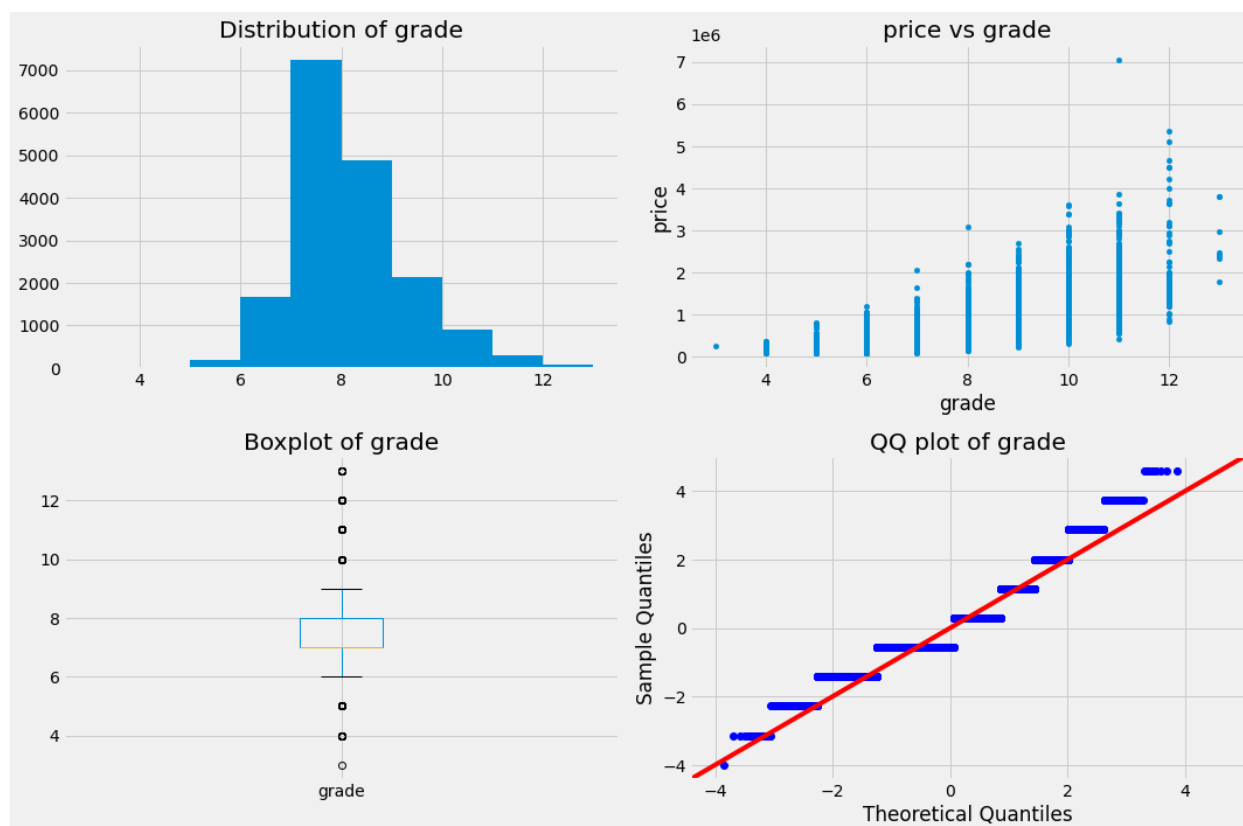 Distribution of grade
7000
6000
5000
4000
3000
2000
1000
0
4 6 8 10 12
price vs grade
1e6
7
6
5
4
3
2
1
0
price
4 6 8 10 12
grade
Boxplot of grade
12
10
8
6
4
grade
QQ plot of grade
4
2
0
−2
−4
Sample Quantiles
−4 −2 0 2 4
Theoretical Quantiles